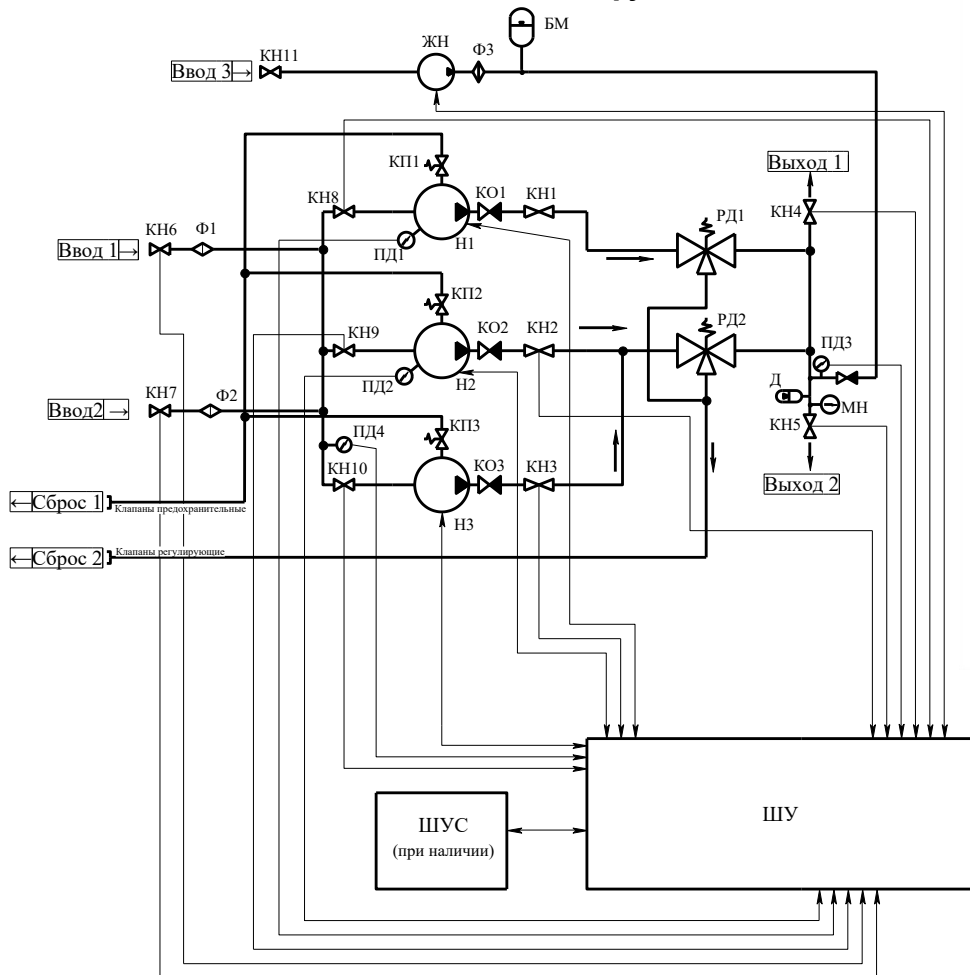 БМ
ЖН
Ф3
КН11
Ввод 3→
КП1
КН8
КО1
КН1
РД1
Выход 1
КН4
КН6
Ф1
Ввод 1→
ПД1
Н1
КП2
КН9
КО2
КН2
РД2
ПД3
КН7
Ф2
ПД2
Н2
Д
МН
Ввод2→
КП3
КН5
ПД4
КН10
КО3
КН3
Н3
Выход 2
←Сброс 1
Клапаны предохранительные
←Сброс 2
Клапаны регулирующие
ШУС
(при наличии)
ШУ